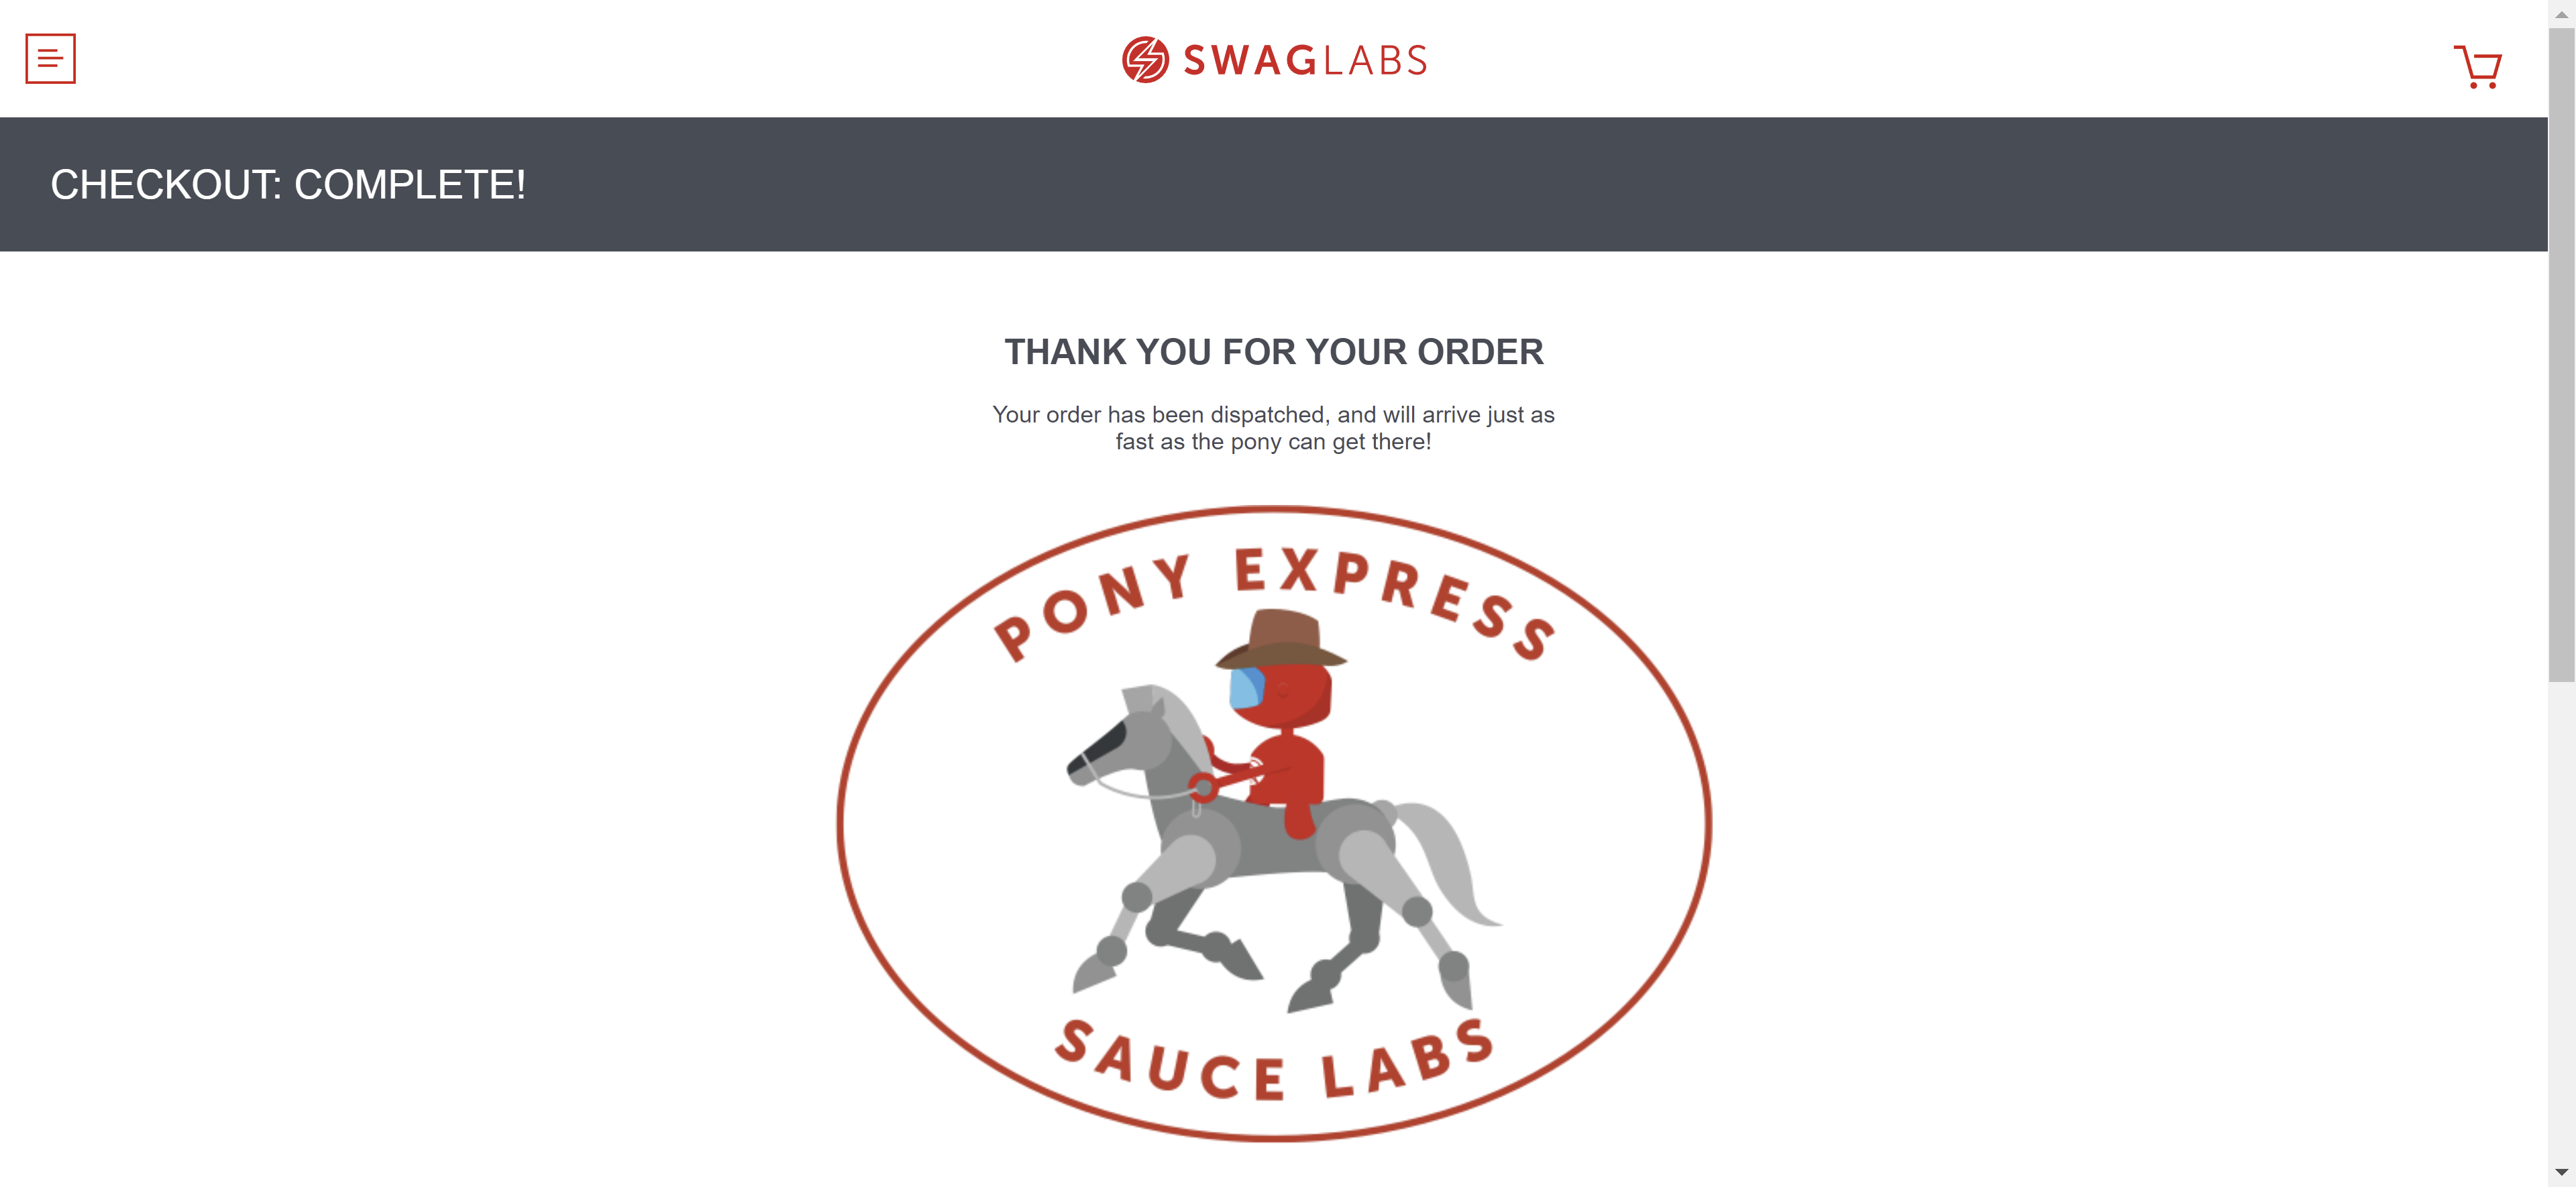 SWAGLABS
CHECKOUT: COMPLETE!
THANK YOU FOR YOUR ORDER
Your order has been dispatched, and will arrive just as
fast as the pony can get there!
PONY EXPRESS
SAUCE LABS